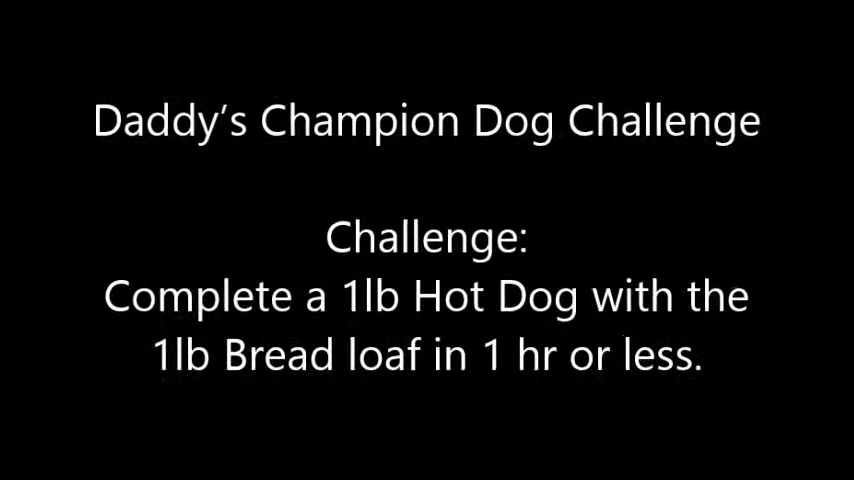 Daddy’s Champion Dog Challenge
Challenge:
Complete a 1lb Hot Dog with the
1lb Bread loaf in 1 hr or less.